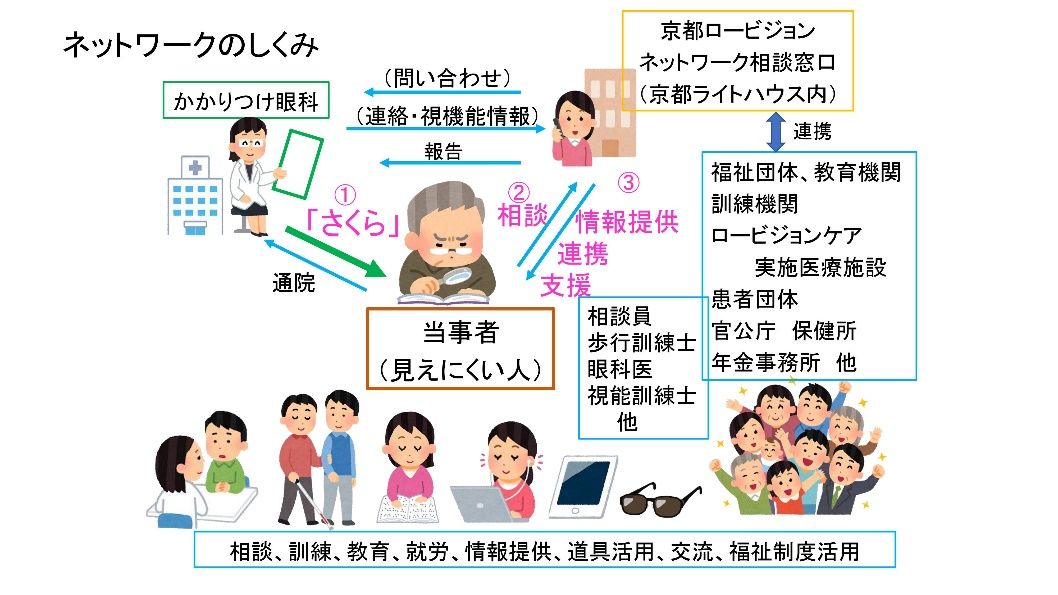 ネットワークのしくみ
京都ロービジョン
ネットワーク相談窓口
（京都ライトハウス内）
かかりつけ眼科
（問い合わせ）
（連絡・視機能情報）
報告
連携
①
「さくら」
②
相談
③
情報提供
連携
支援
通院
当事者
（見えにくい人）
福祉団体、教育機関
訓練機関
ロービジョンケア
実施医療施設
患者団体
官公庁　保健所
年金事務所　他
相談員
歩行訓練士
眼科医
視能訓練士
他
相談、訓練、教育、就労、情報提供、道具活用、交流、福祉制度活用